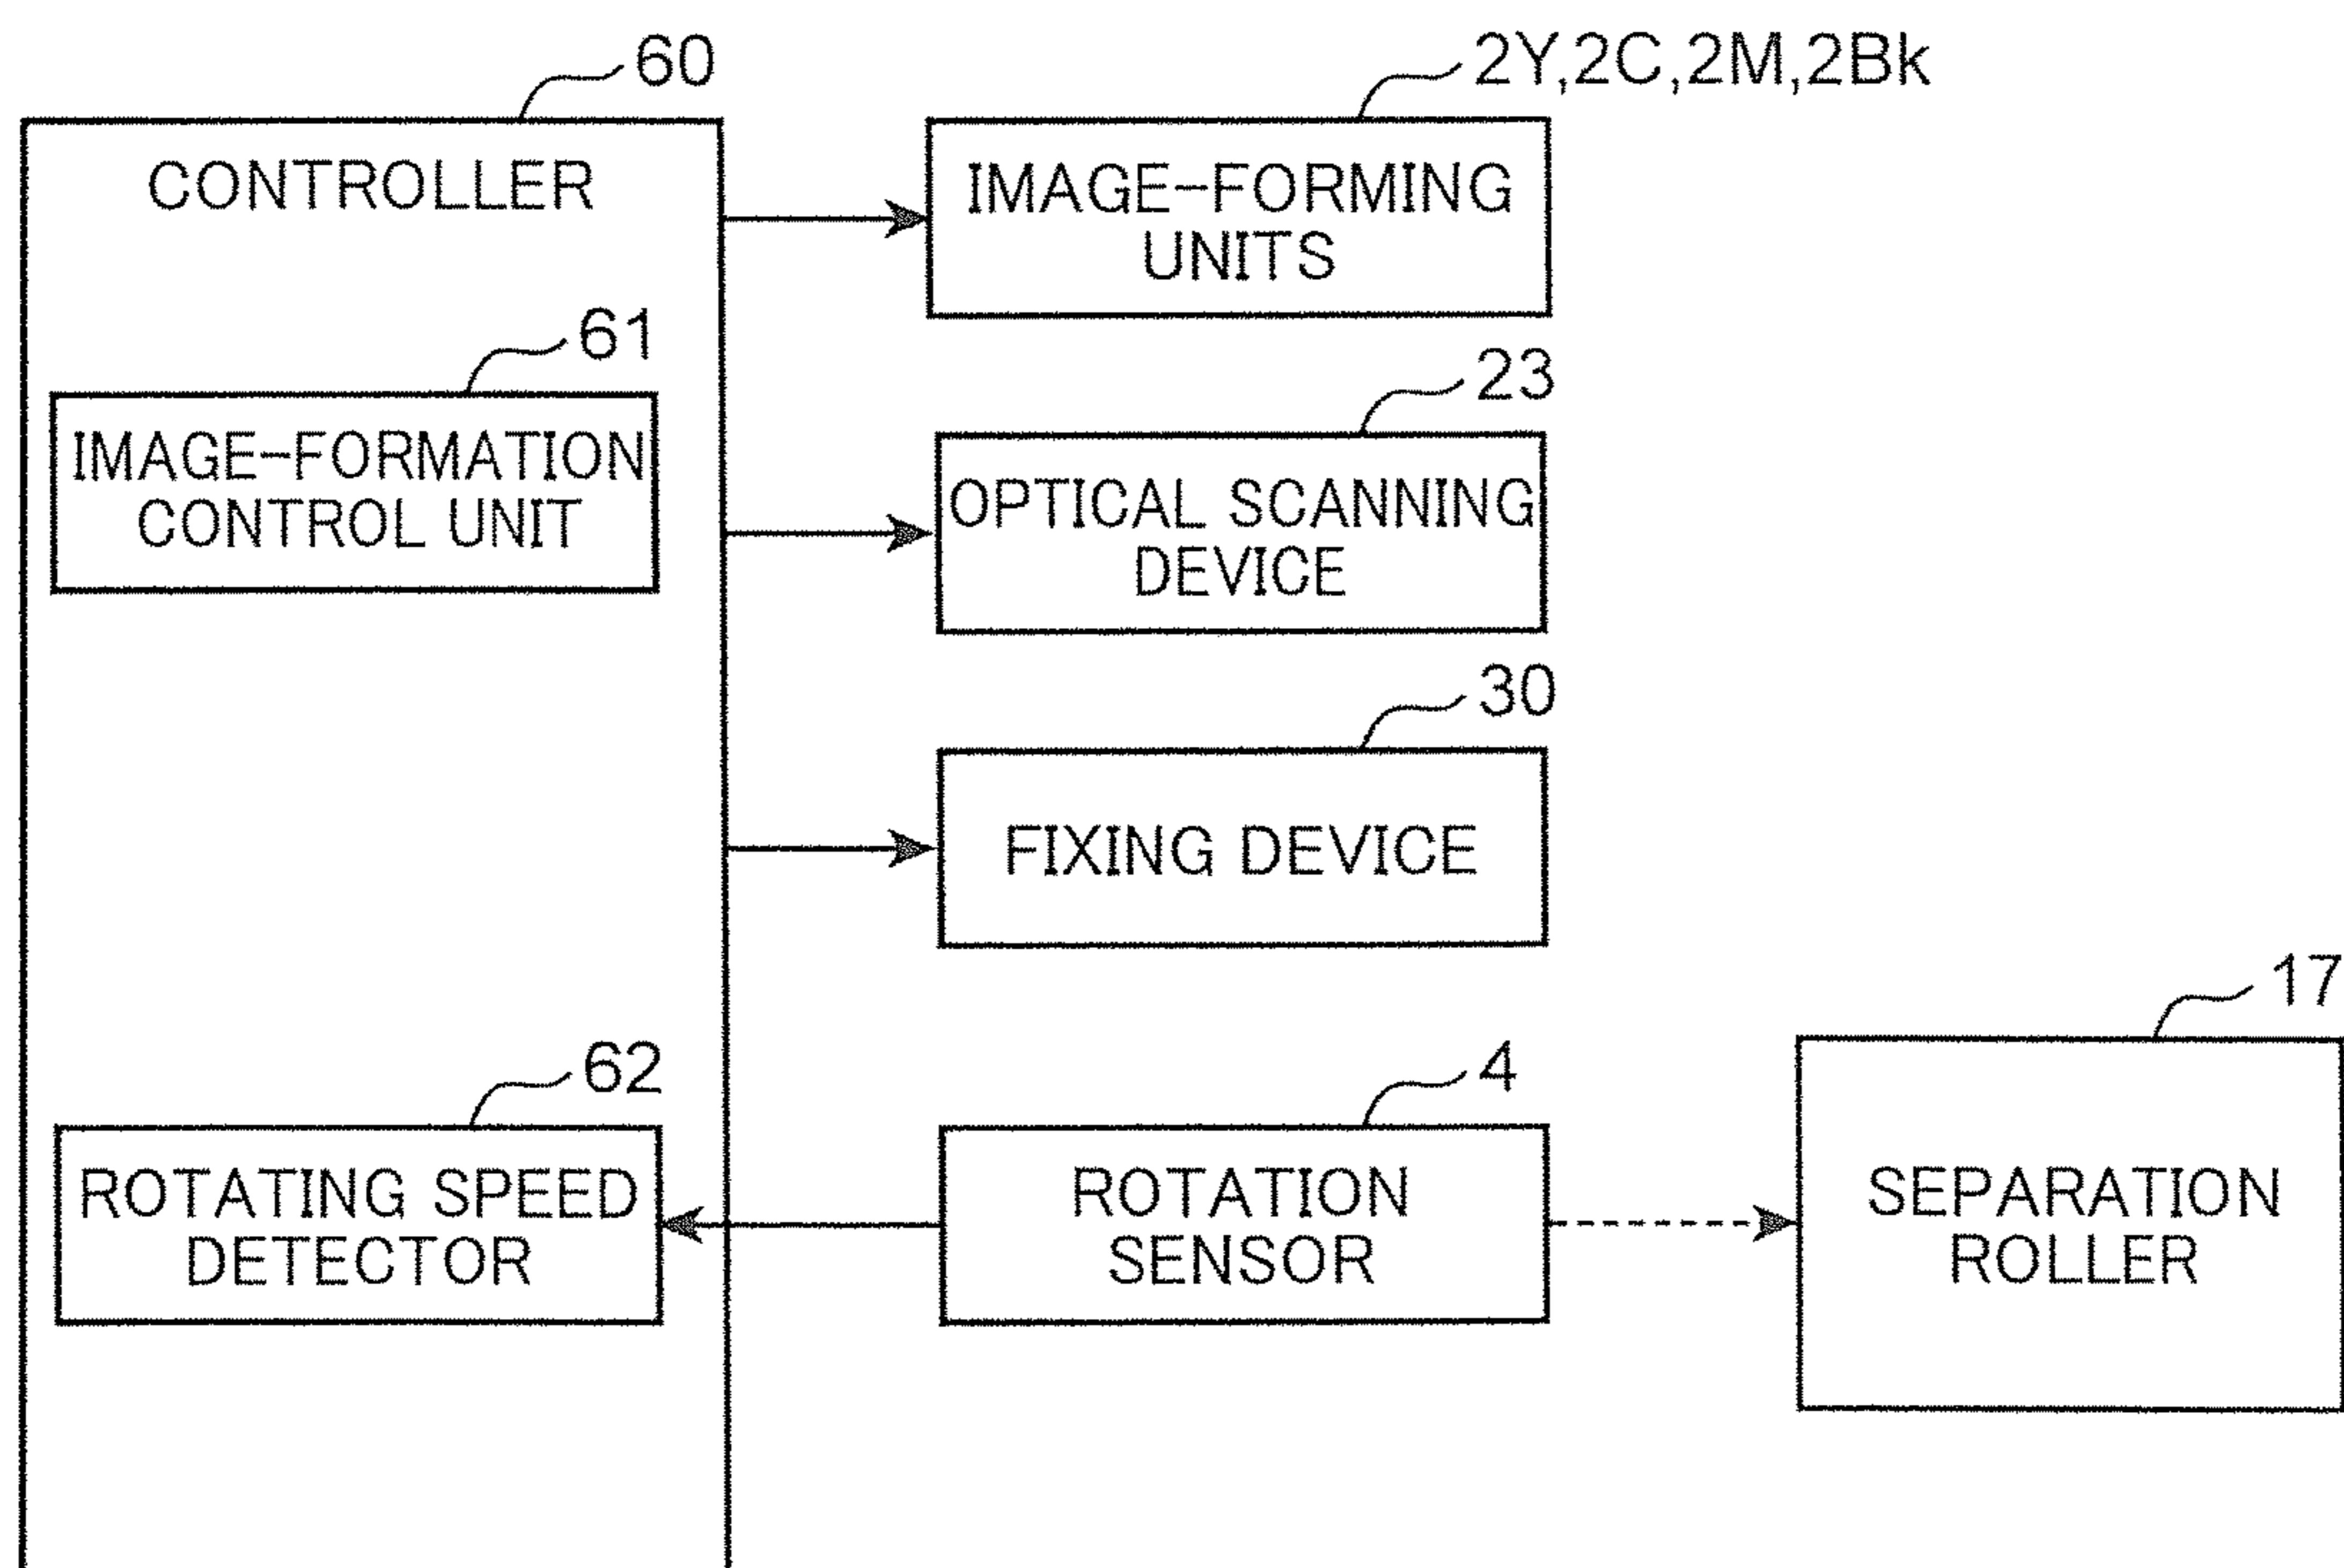 60
CONTROLLER
2Y,2C,2M,2Bk
IMAGE-FORMING
UNITS
61
IMAGE-FORMATION
CONTROL UNIT
23
OPTICAL SCANNING
DEVICE
30
FIXING DEVICE
62
ROTATING SPEED
DETECTOR
4
ROTATION
SENSOR
17
SEPARATION
ROLLER